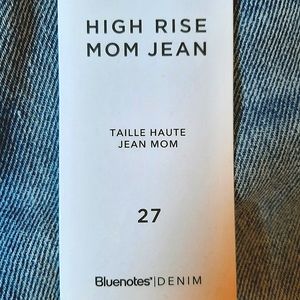 HIGH RISE
MOM JEAN
TAILLE HAUTE
JEAN MOM
27
Bluenotes'|DENIM